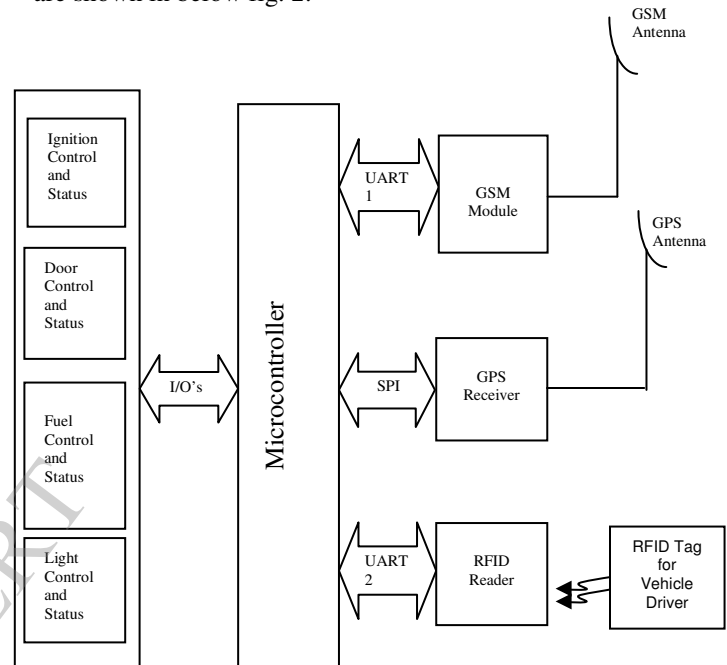 are shown in below fig. 2.
GSM
Antenna
Ignition
Control
and
Status
UART
1
GSM
Module
GPS
Antenna
Door
Control
and
Status
Microcontroller
I/O's
SPI
GPS
Receiver
Fuel
Control
and
Status
Light
Control
and
Status
UART
2
RFID
Reader
RFID Tag
for
Vehicle
Driver
ERT